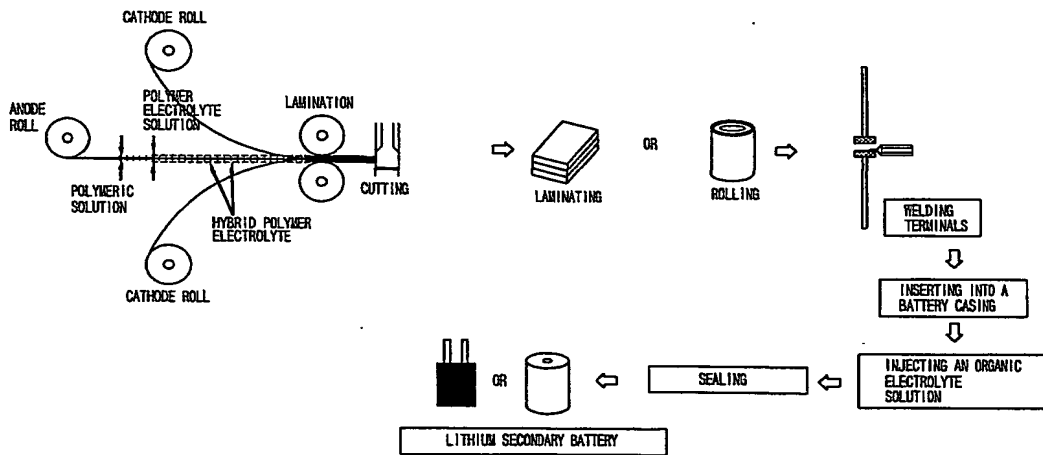 CATHODE ROLL
ANODE
ROLL
POLYMER
ELECTROLYTE
SOLUTION
LAMINATION
POLYMERIC
SOLUTION
HYBRID POLYMER
ELECTROLYTE
CUTTING
CATHODE ROLL
LAMINATING
OR
ROLLING
WELDING
TERMINALS
INSERTING INTO A
BATTERY CASING
INJECTING AN ORGANIC
ELECTROLYTE
SOLUTION
SEALING
OR
LITHIUM SECONDARY BATTERY